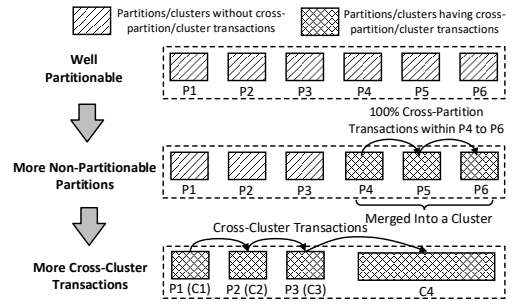 Partitions/clusters without cross-
partition/cluster transactions
Partitions/clusters having cross-
partition/cluster transactions
Well
Partitionable
P1 P2 P3 P4 P5 P6
100% Cross-Partition
Transactions within P4 to P6
More Non-Partitionable
Partitions
P1 P2 P3 P4 P5 P6
Merged Into a Cluster
Cross-Cluster Transactions
More Cross-Cluster
Transactions
P1 (C1) P2 (C2) P3 (C3) C4